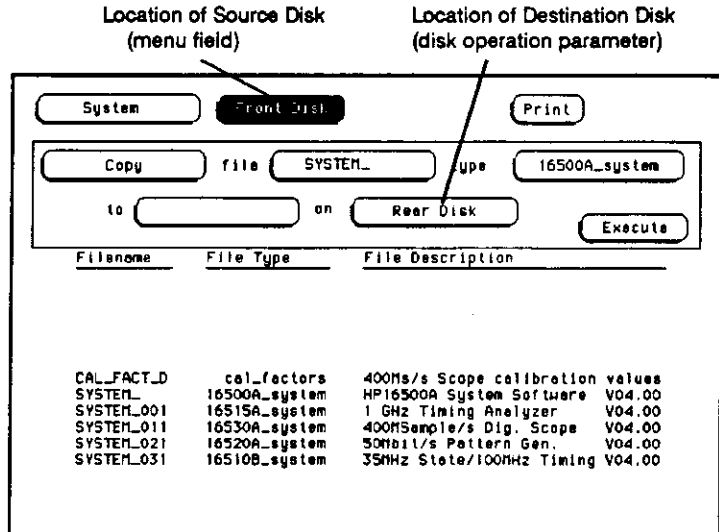 Location of Source Disk
(menu field)
Location of Destination Disk
(disk operation parameter)
System Front Disk Print
Copy file SYSTEM_ type 16500A_system
to on Rear Disk
Execute
Filename File Type File Description
CAL_FACT_D cal_factors 400Ms/s Scope calibration values
SYSTEM_ 16500A_system HP16500A System Software V04.00
SYSTEM_001 16515A_system 1 GHz Timing Analyzer V04.00
SYSTEM_011 16530A_system 400MSample/s Dig. Scope V04.00
SYSTEM_021 16520A_system 50Mbit/s Pattern Gen. V04.00
SYSTEM_031 16510B_system 35MHz State/100MHz Timing V04.00